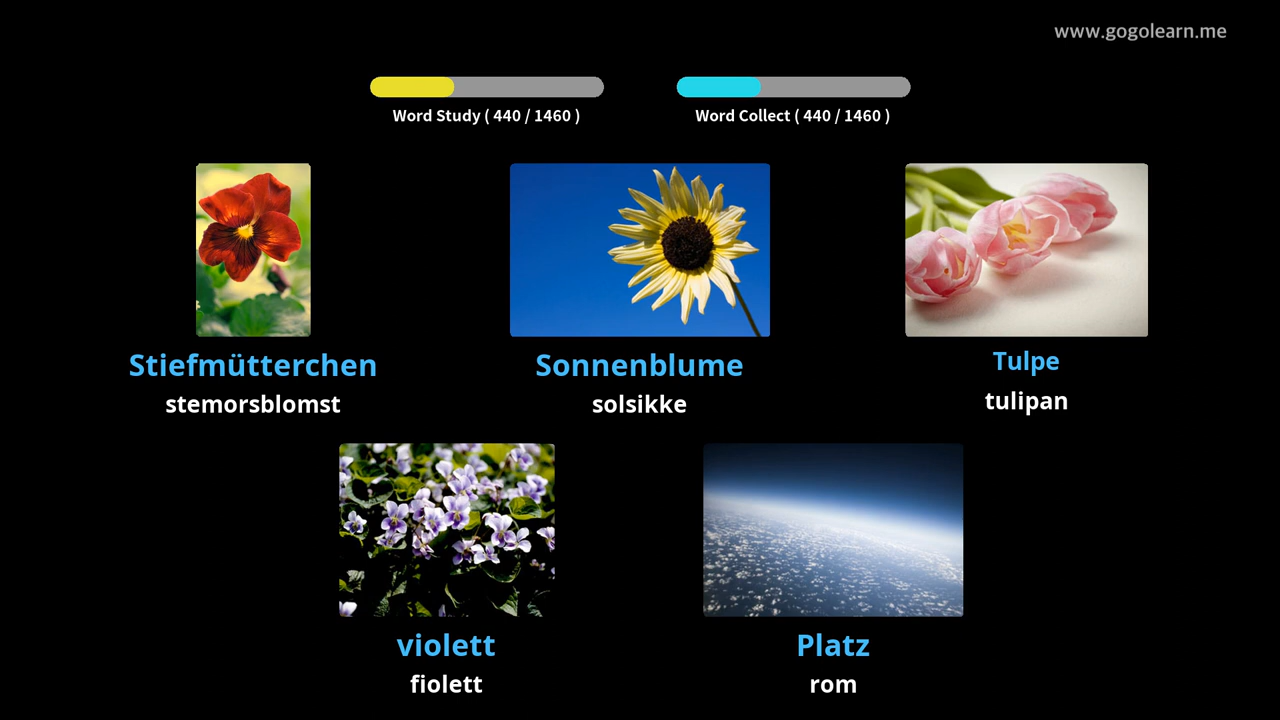 www.gogolearn.me
Word Study ( 440 / 1460 )
Word Collect ( 440 / 1460 )
Stiefmütterchen
stemorsblomst
Sonnenblume
solsikke
Tulpe
tulipan
violett
fiolett
Platz
rom